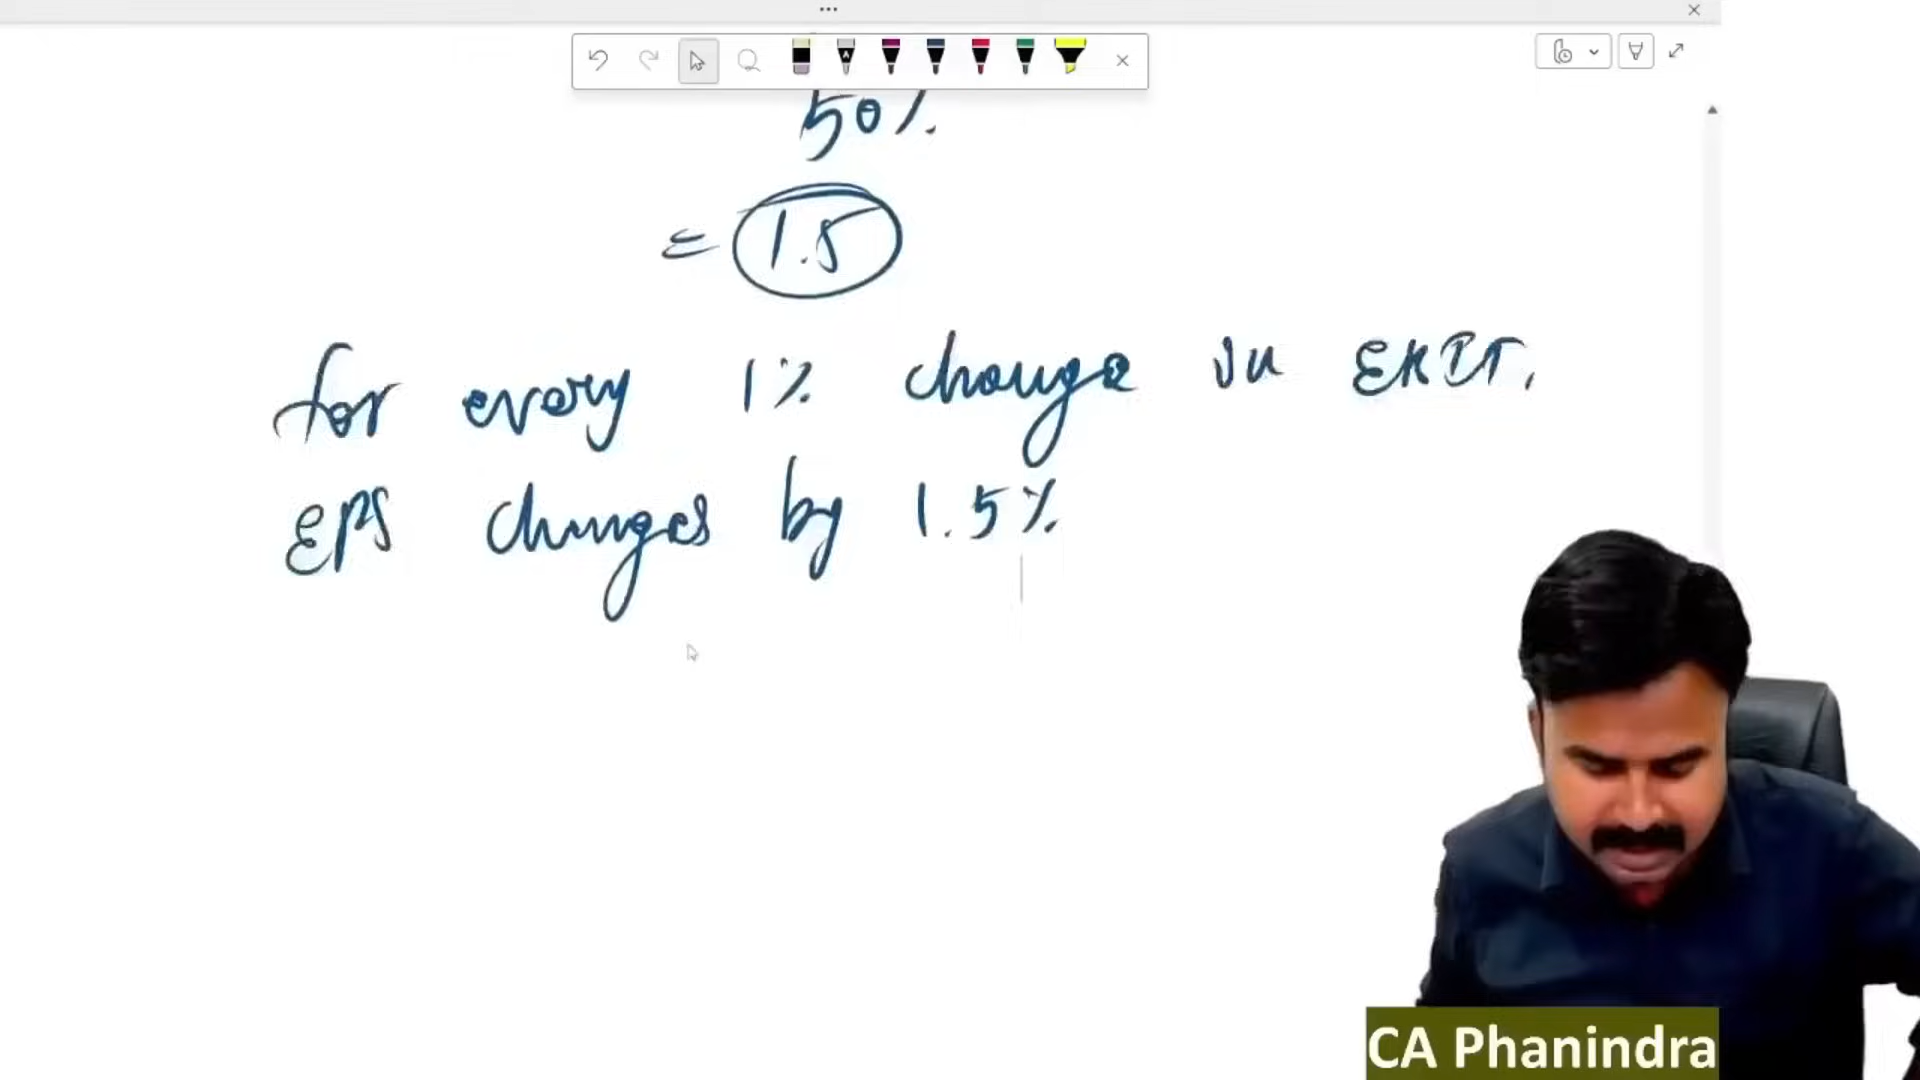 50%
= 1.5
for every 1% change in EBIT,
EPS changes by 1.5%
CA Phanindra